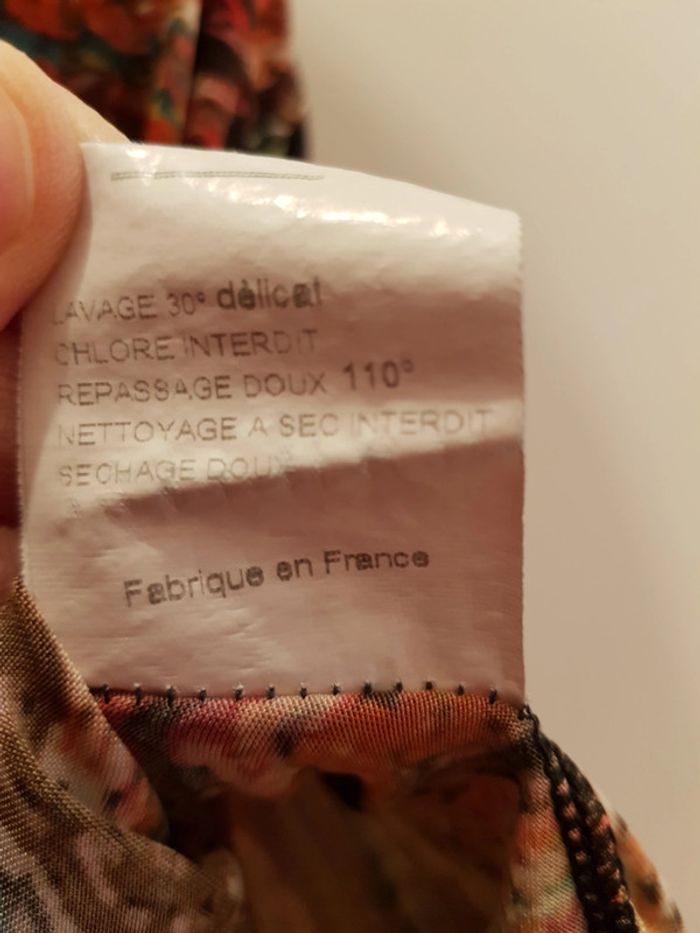 LAVAGE 30° délicat
CHLORE INTERDIT
REPASSAGE DOUX 110°
NETTOYAGE A SEC INTERDIT
SECHAGE DOUX
Fabrique en France